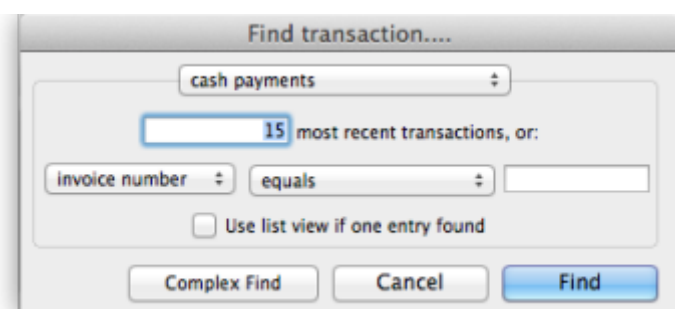 Find transaction....
cash payments
15 most recent transactions, or:
invoice number equals
Use list view if one entry found
Complex Find Cancel Find